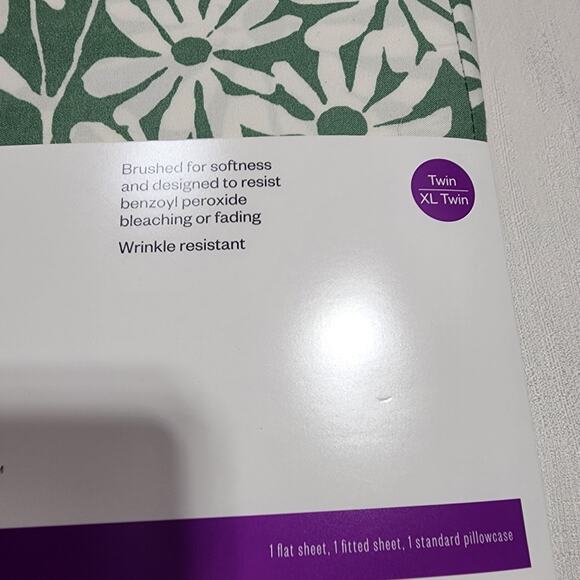 Brushed for softness
and designed to resist
benzoyl peroxide
bleaching or fading
Wrinkle resistant
Twin
XL Twin
1 flat sheet, 1 fitted sheet, 1 standard pillowcase